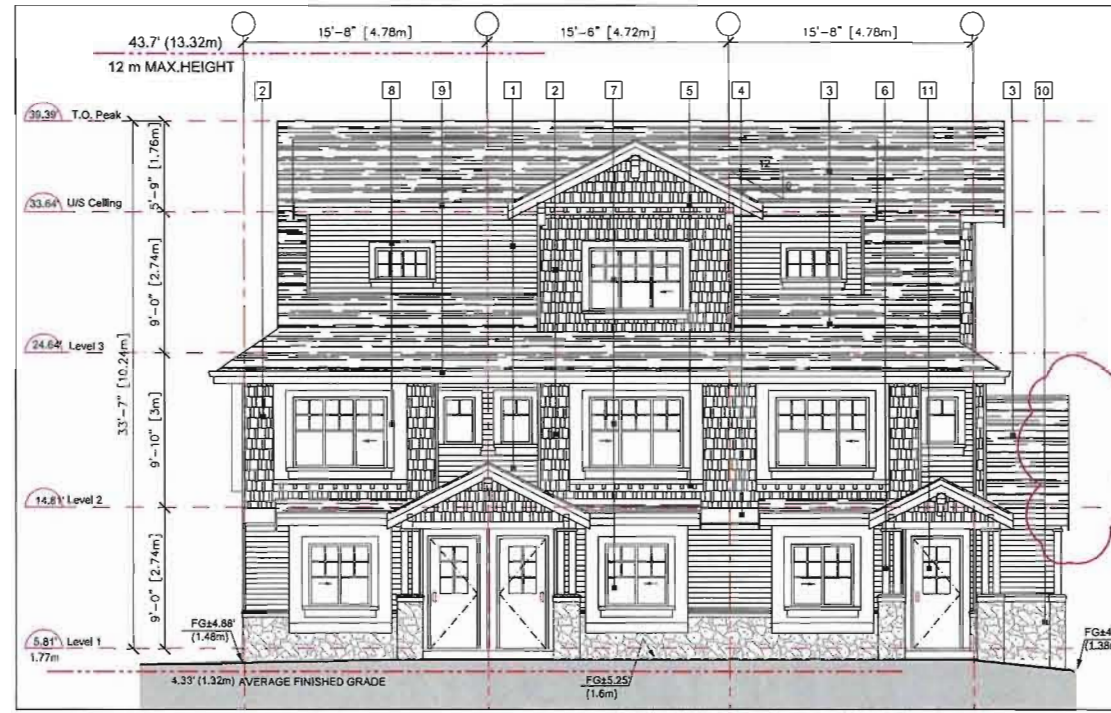 15'-8" [4.78m] 15'-6" [4.72m] 15'-8" [4.78m]
43.7' (13.32m)
12 m MAX.HEIGHT
2 8 9 1 2 7 5 4 3 6 11 3 10
39.39' T.O. Peak
5'-9" [1.76m]
12
33.64' U/S Ceiling
9'-0" [2.74m]
24.64' Level 3
33'-7" [10.24m]
9'-10" [3m]
14.81' Level 2
9'-0" [2.74m]
FG±4.88'
(1.48m)
5.81' Level 1
1.77m
FG±4
(1.38
4.33' (1.32m) AVERAGE FINISHED GRADE
FG±5.25'
(1.6m)